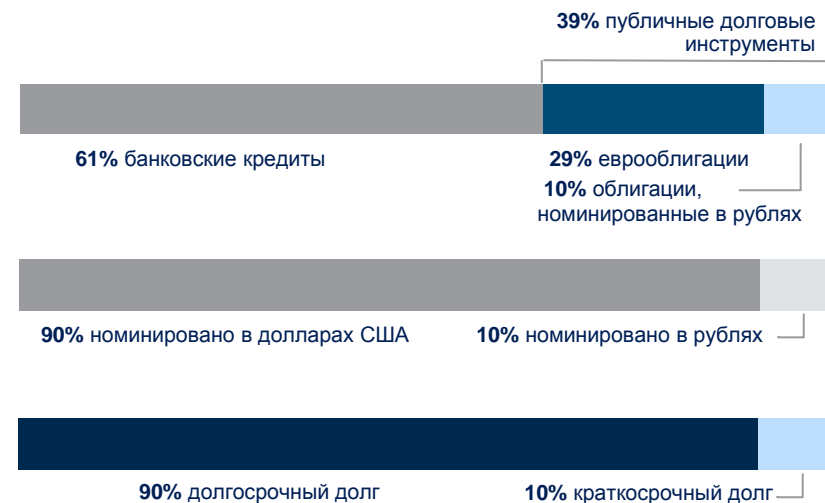 39% публичные долговые
инструменты
61% банковские кредиты
29% еврооблигации
10% облигации,
номинированные в рублях
90% номинировано в долларах США
10% номинировано в рублях
90% долгосрочный долг
10% краткосрочный долг